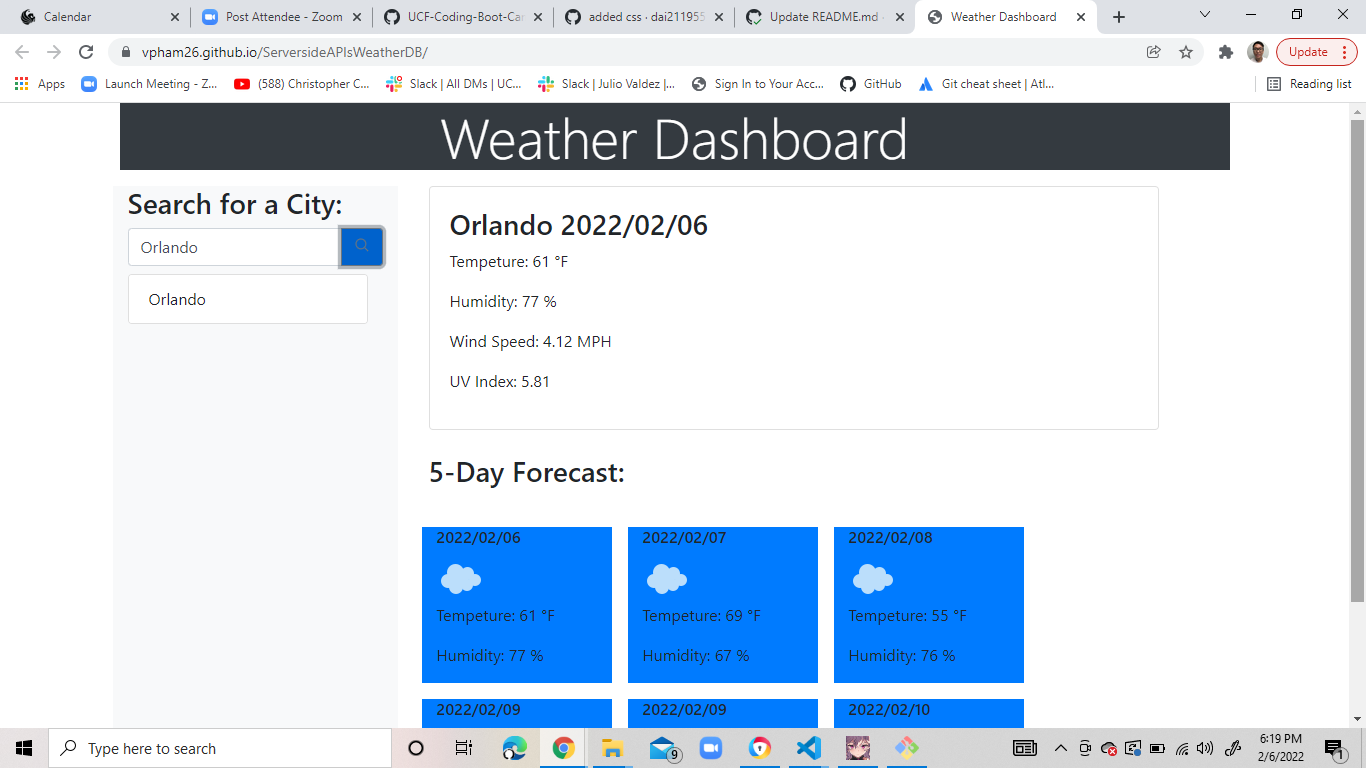 Calendar
Post Attendee - Zoom
UCF-Coding-Boot-Car
added css · dai211955
Update README.md ·
Weather Dashboard
vpham26.github.io/ServersideAPIsWeatherDB/
Update
Apps
Launch Meeting - Z...
(588) Christopher C...
Slack | All DMs | UC...
Slack | Julio Valdez |...
Sign In to Your Acc...
GitHub
Git cheat sheet | Atl...
Reading list
Weather Dashboard
Search for a City:
Orlando
Orlando
Orlando 2022/02/06
Tempeture: 61 °F
Humidity: 77 %
Wind Speed: 4.12 MPH
UV Index: 5.81
5-Day Forecast:
2022/02/06
Tempeture: 61 °F
Humidity: 77 %
2022/02/07
Tempeture: 69 °F
Humidity: 67 %
2022/02/08
Tempeture: 55 °F
Humidity: 76 %
2022/02/09
2022/02/09
2022/02/10
Type here to search
9
6:19 PM
2/6/2022
1